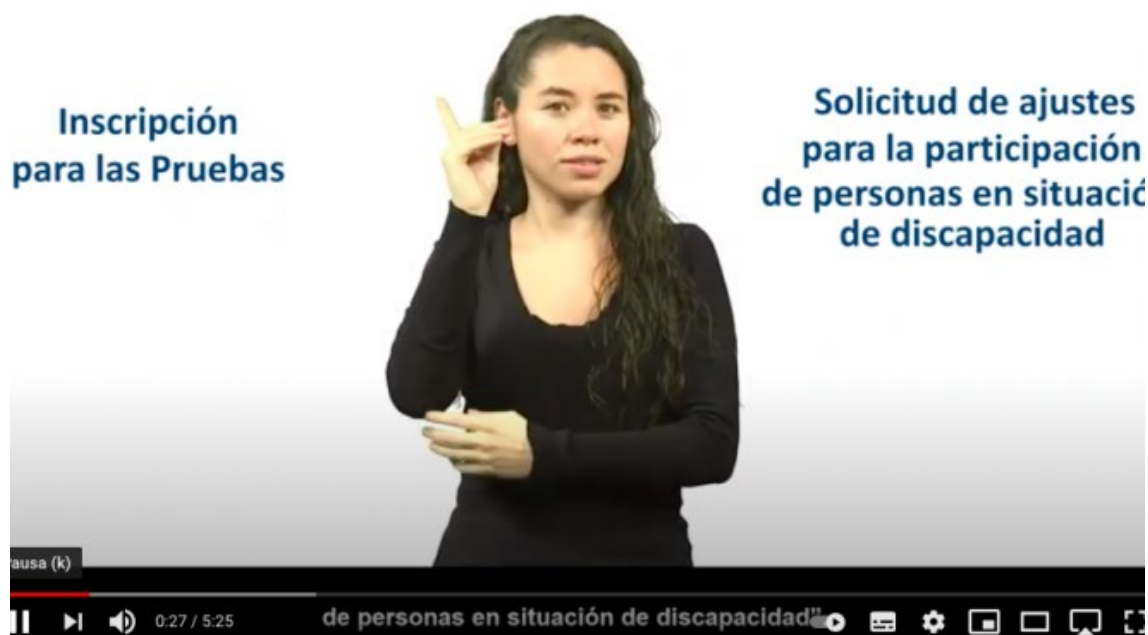 Inscripción
para las Pruebas
Solicitud de ajustes
para la participación
de personas en situació
de discapacidad
ausa (k)
0:27 / 5:25
de personas en situación de discapacidad"